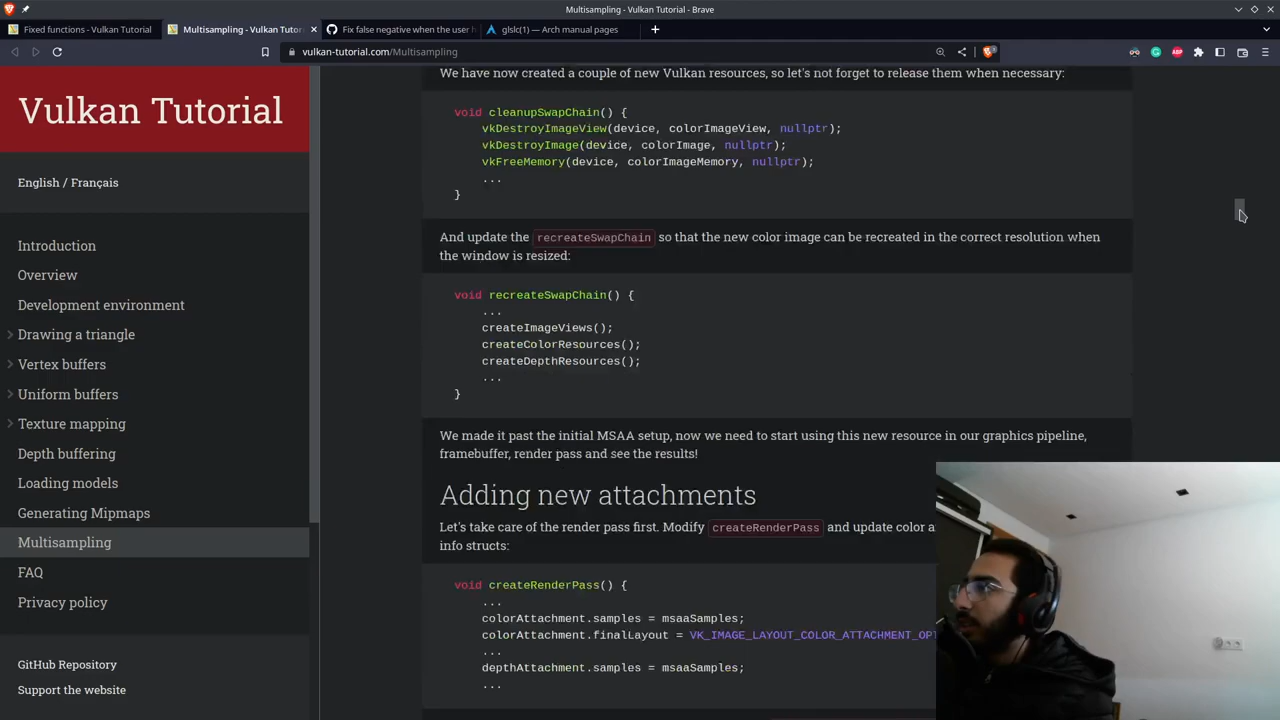 Multisampling - Vulkan Tutorial - Brave
Fixed functions - Vulkan Tutorial
Multisampling - Vulkan Tutor
Fix false negative when the user h
glslc(1) — Arch manual pages
vulkan-tutorial.com/Multisampling
Vulkan Tutorial
English / Français
Introduction
Overview
Development environment
Drawing a triangle
Vertex buffers
Uniform buffers
Texture mapping
Depth buffering
Loading models
Generating Mipmaps
Multisampling
FAQ
Privacy policy
GitHub Repository
Support the website
We have now created a couple of new Vulkan resources, so let's not forget to release them when necessary:
void cleanupSwapChain() {
vkDestroyImageView(device, colorImageView, nullptr);
vkDestroyImage(device, colorImage, nullptr);
vkFreeMemory(device, colorImageMemory, nullptr);
...
}
And update the recreateSwapChain so that the new color image can be recreated in the correct resolution when
the window is resized:
void recreateSwapChain() {
...
createImageViews();
createColorResources();
createDepthResources();
...
}
We made it past the initial MSAA setup, now we need to start using this new resource in our graphics pipeline,
framebuffer, render pass and see the results!
Adding new attachments
Let's take care of the render pass first. Modify createRenderPass and update color a
info structs:
void createRenderPass() {
...
colorAttachment.samples = msaaSamples;
colorAttachment.finalLayout = VK_IMAGE_LAYOUT_COLOR_ATTACHMENT_OP
...
depthAttachment.samples = msaaSamples;
...